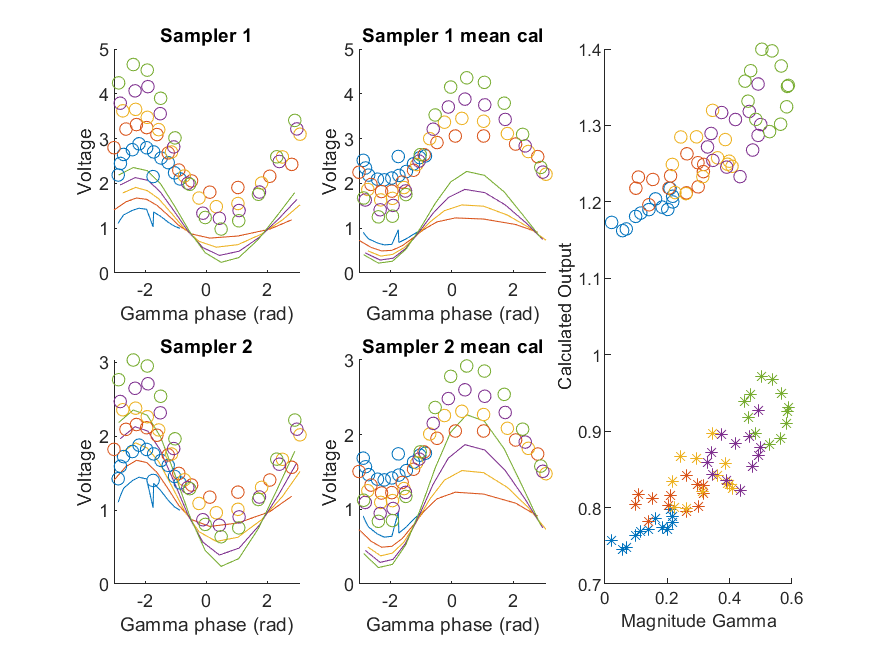 Sampler 1
5
4
3
2
1
0
Voltage
-2 0 2
Gamma phase (rad)
Sampler 1 mean cal
5
4
3
2
1
0
Voltage
-2 0 2
Gamma phase (rad)
Sampler 2
3
2
1
0
Voltage
-2 0 2
Gamma phase (rad)
Sampler 2 mean cal
3
2
1
0
Voltage
-2 0 2
Gamma phase (rad)
1.4
1.3
1.2
1.1
1
0.9
0.8
0.7
Calculated Output
0 0.2 0.4 0.6
Magnitude Gamma